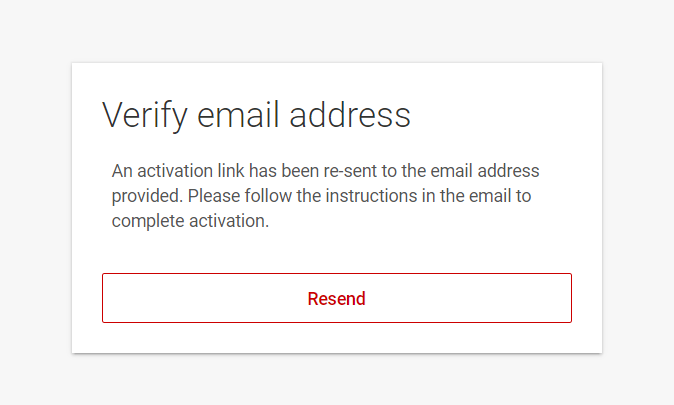 Verify email address
An activation link has been re-sent to the email address
provided. Please follow the instructions in the email to
complete activation.
Resend